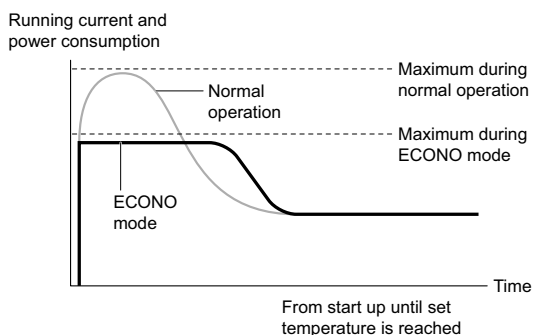 Running current and
power consumption
Maximum during
normal operation
Normal
operation
Maximum during
ECONO mode
ECONO
mode
Time
From start up until set
temperature is reached